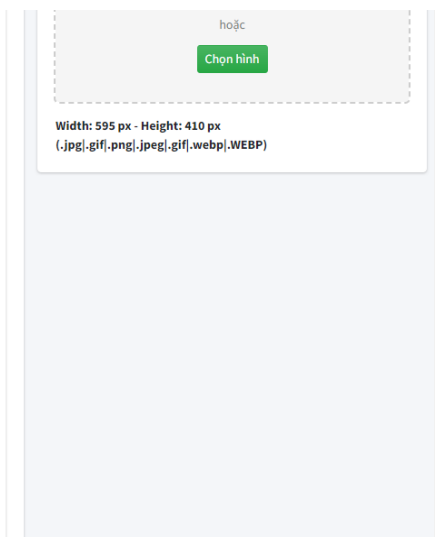 hoặc
Chọn hình
Width: 595 px - Height: 410 px
(.jpg|.gif|.png|.jpeg|.gif|.webp|.WEBP)